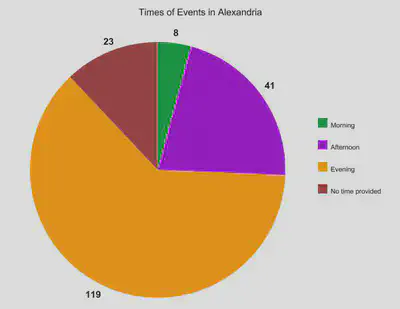 Times of Events in Alexandria
8
23
41
119
Morning
Afternoon
Evening
No time provided